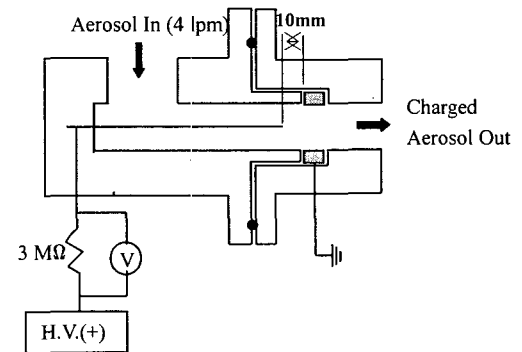 Aerosol In (4 lpm)
10mm
Charged
Aerosol Out
3 MΩ
V
H.V.(+)